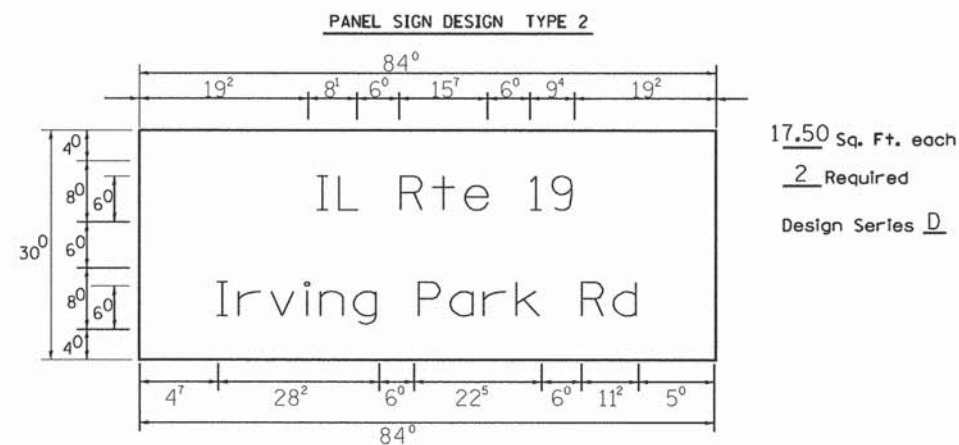 PANEL SIGN DESIGN TYPE 2
84⁰
19² 8¹ 6⁰ 15⁷ 6⁰ 9⁴ 19²
4⁰
8⁰ 6⁰
30⁰ 6⁰
8⁰ 6⁰
4⁰
IL Rte 19
Irving Park Rd
17.50 Sq. Ft. each
2 Required
Design Series D
4⁷ 28² 6⁰ 22⁵ 6⁰ 11² 5⁰
84⁰